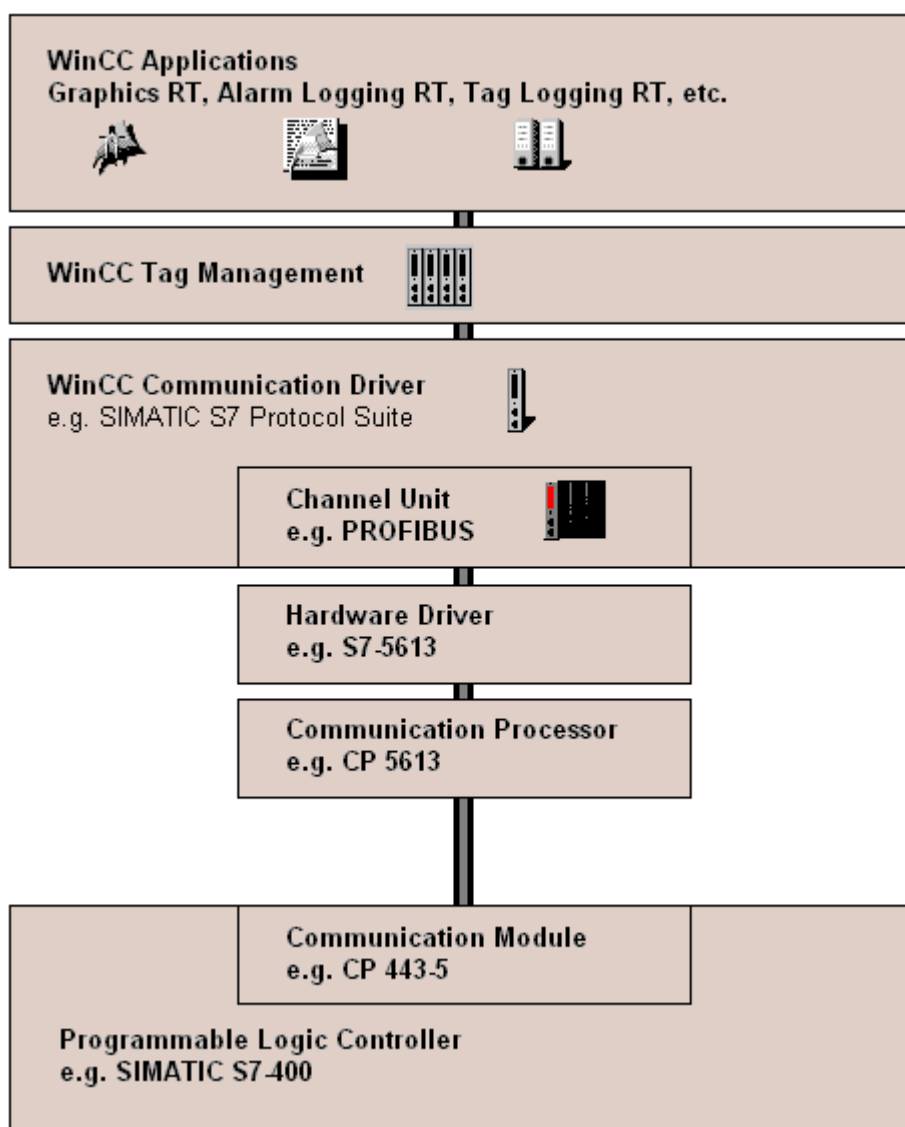 WinCC Applications
Graphics RT, Alarm Logging RT, Tag Logging RT, etc.
WinCC Tag Management
WinCC Communication Driver
e.g. SIMATIC S7 Protocol Suite
Channel Unit
e.g. PROFIBUS
Hardware Driver
e.g. S7-5613
Communication Processor
e.g. CP 5613
Communication Module
e.g. CP 443-5
Programmable Logic Controller
e.g. SIMATIC S7-400